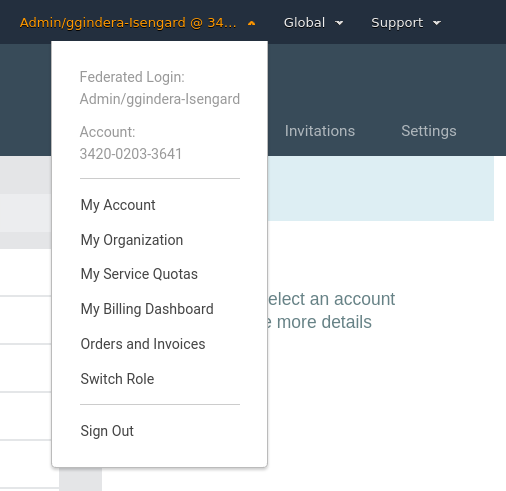 Admin/ggindera-Isengard @ 34... Global Support
Federated Login:
Admin/ggindera-Isengard
Account:
3420-0203-3641
Invitations Settings
My Account
My Organization
My Service Quotas
elect an account
My Billing Dashboard
e more details
Orders and Invoices
Switch Role
Sign Out